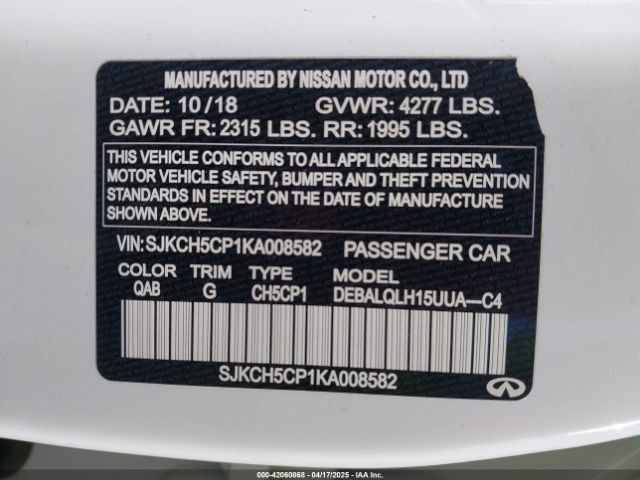 MANUFACTURED BY NISSAN MOTOR CO., LTD
DATE: 10/18 GVWR: 4277 LBS.
GAWR FR: 2315 LBS. RR: 1995 LBS.
THIS VEHICLE CONFORMS TO ALL APPLICABLE FEDERAL
MOTOR VEHICLE SAFETY, BUMPER AND THEFT PREVENTION
STANDARDS IN EFFECT ON THE DATE OF MANUFACTURE
SHOWN ABOVE.
VIN: SJKCH5CP1KA008582 PASSENGER CAR
COLOR TRIM TYPE MODEL
QAB G CH5CP1 DEBALQLH15UUA—C4
SJKCH5CP1KA008582
000-42060868 - 04/17/2025 - IAAI.COM